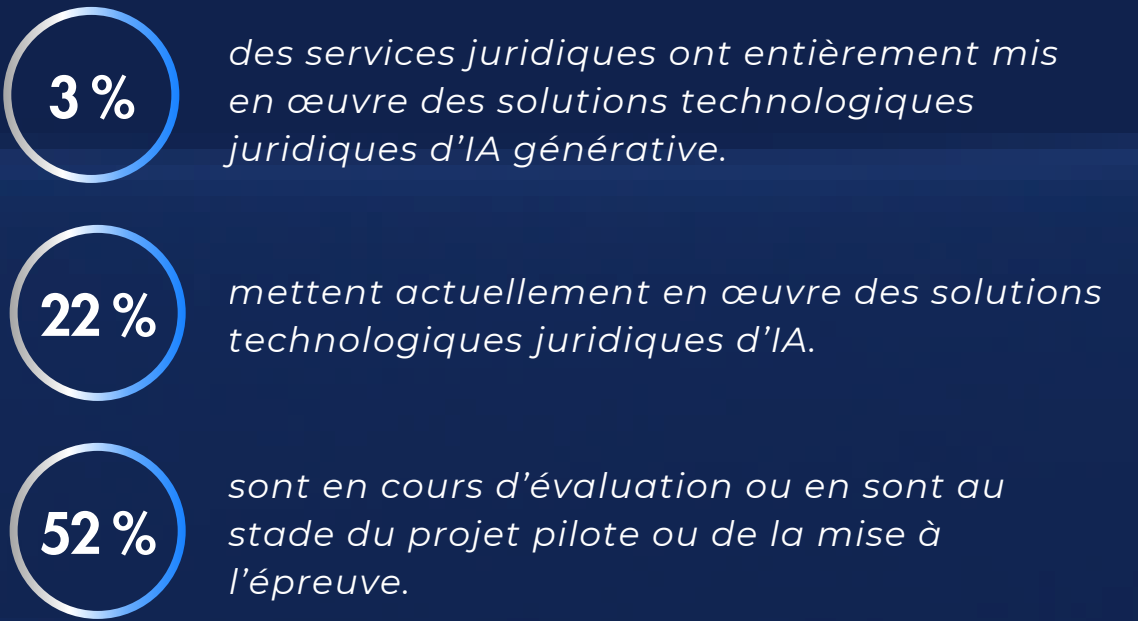 3 %
des services juridiques ont entièrement mis
en œuvre des solutions technologiques
juridiques d’IA générative.
22 %
mettent actuellement en œuvre des solutions
technologiques juridiques d’IA.
52 %
sont en cours d’évaluation ou en sont au
stade du projet pilote ou de la mise à
l’épreuve.